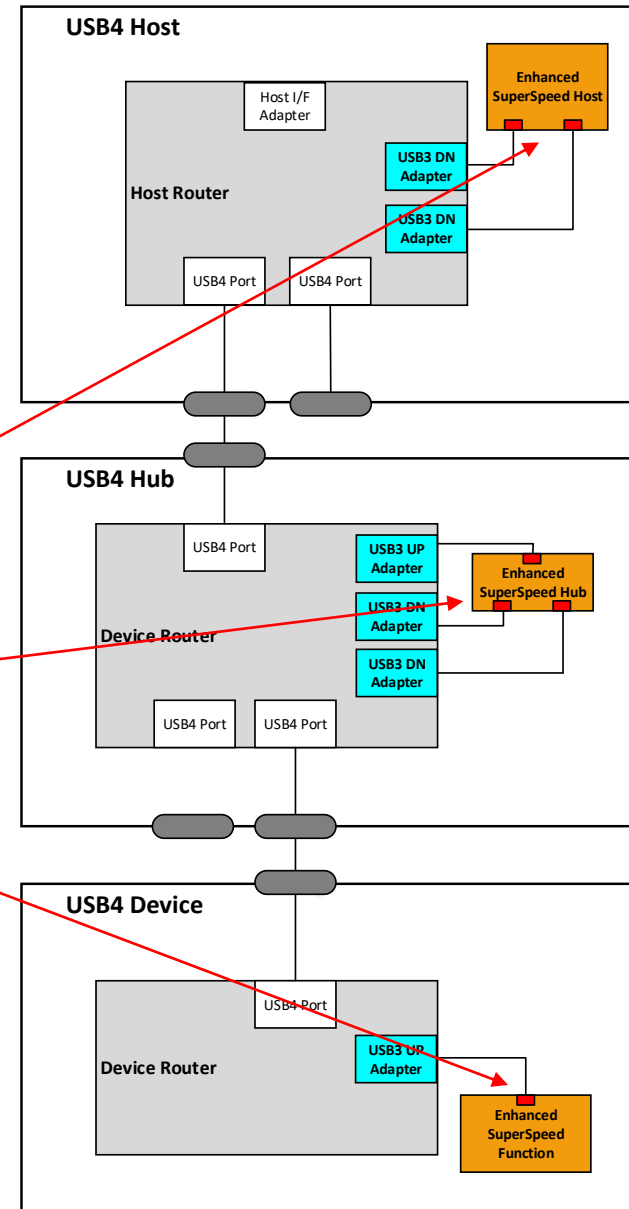 USB4 Host
Enhanced
SuperSpeed Host
Host I/F
Adapter
USB3 DN
Adapter
Host Router
USB3 DN
Adapter
USB4 Port
USB4 Port
USB4 Hub
USB4 Port
USB3 UP
Adapter
Enhanced
SuperSpeed Hub
USB3 DN
Adapter
Device Router
USB3 DN
Adapter
USB4 Port
USB4 Port
USB4 Device
USB4 Port
USB3 UP
Adapter
Device Router
Enhanced
SuperSpeed
Function